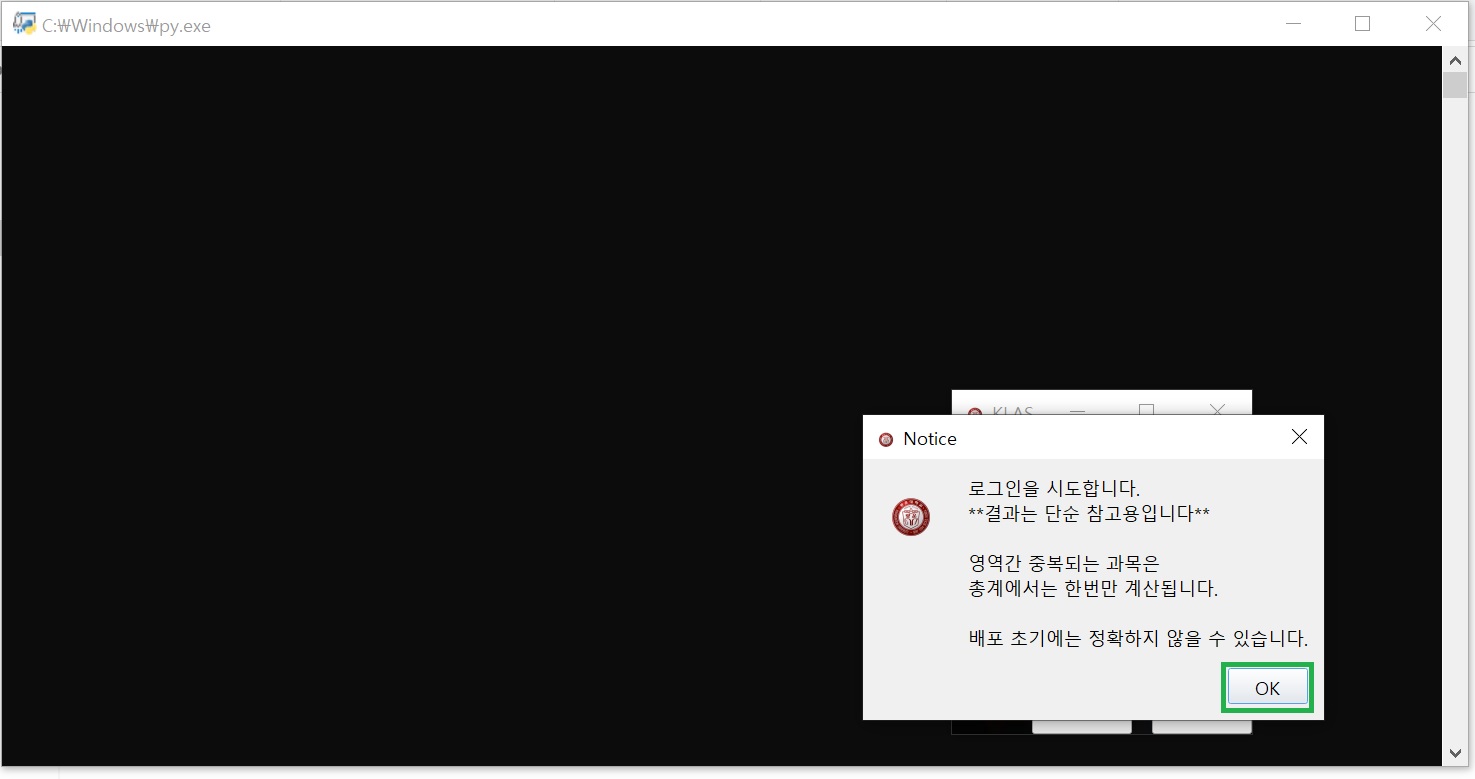 C:₩Windows₩py.exe
KLAS
Notice
로그인을 시도합니다.
**결과는 단순 참고용입니다**
영역간 중복되는 과목은
총계에서는 한번만 계산됩니다.
배포 초기에는 정확하지 않을 수 있습니다.
OK